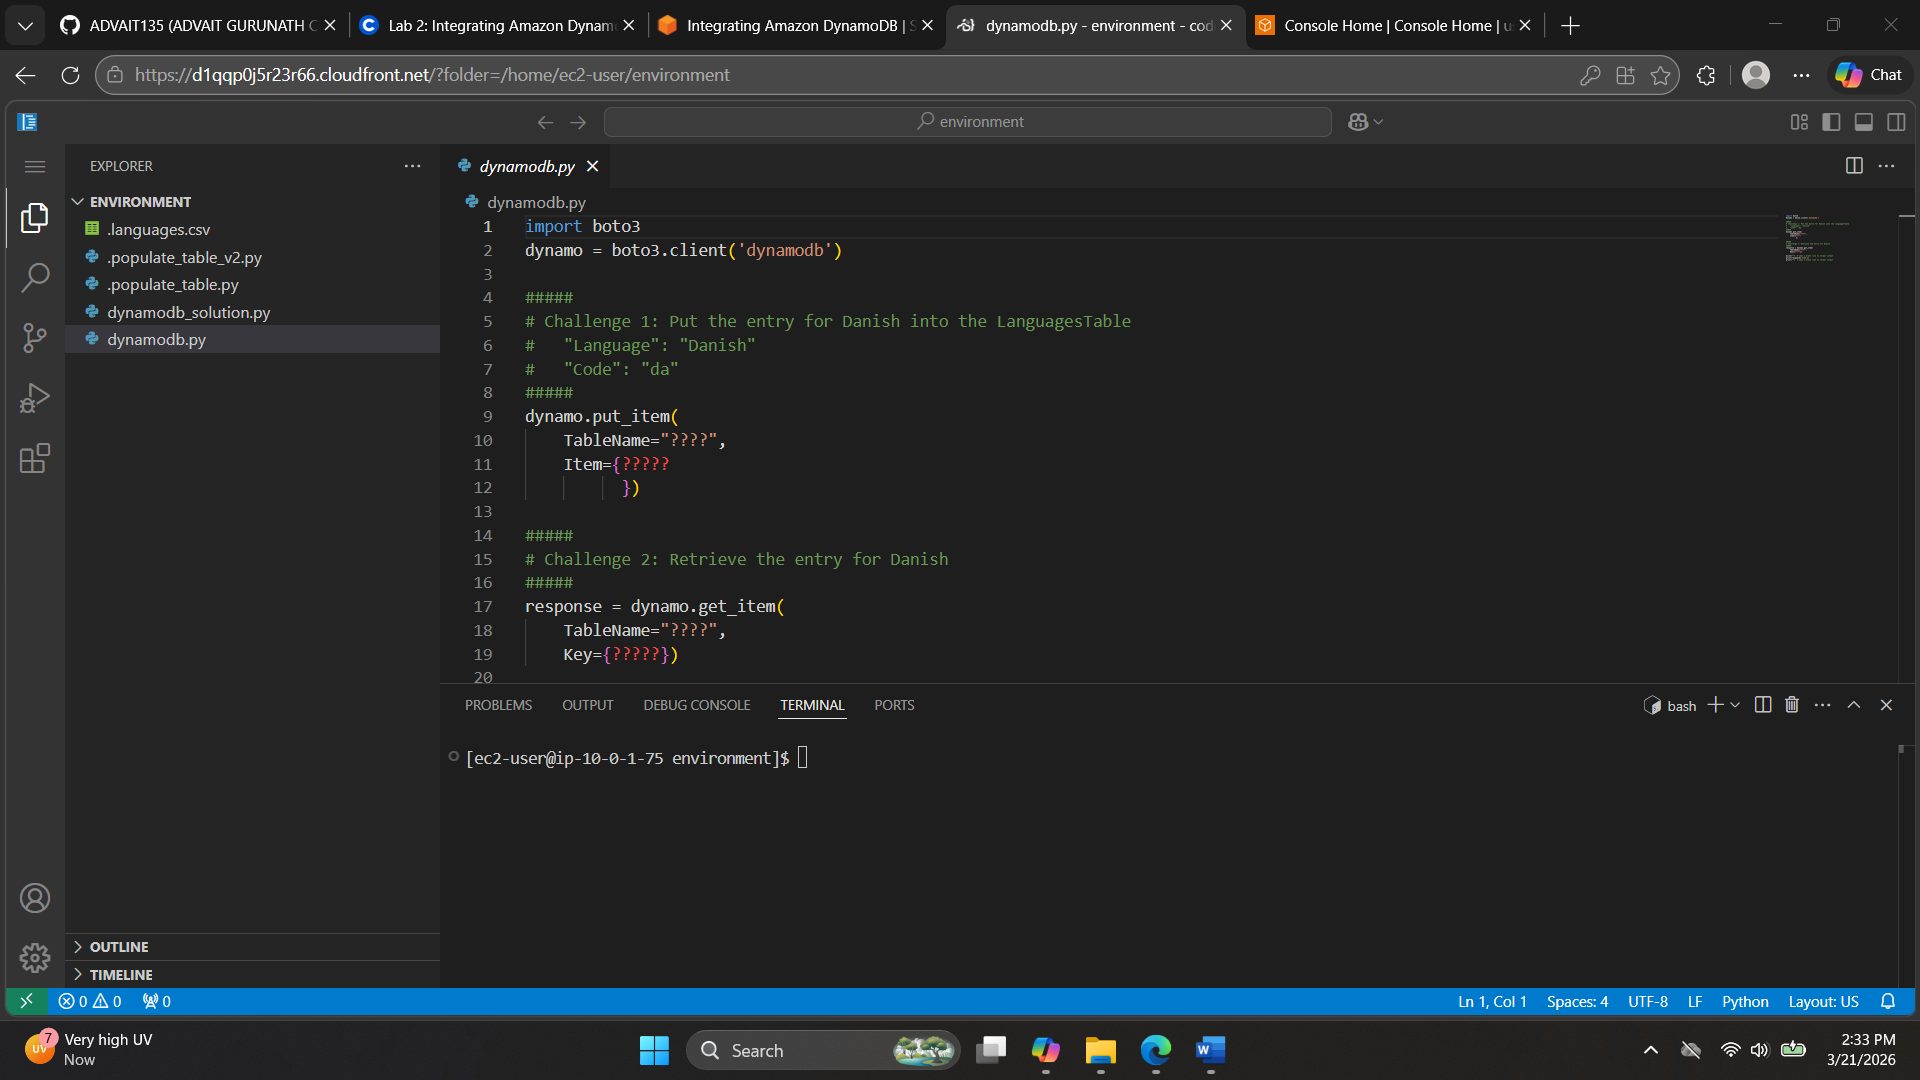 ADVAIT135 (ADVAIT GURUNATH C
Lab 2: Integrating Amazon Dynam
Integrating Amazon DynamoDB | S
dynamodb.py - environment - cod
Console Home | Console Home | u
https://d1qqp0j5r23r66.cloudfront.net/?folder=/home/ec2-user/environment
Chat
environment
EXPLORER
ENVIRONMENT
.languages.csv
.populate_table_v2.py
.populate_table.py
dynamodb_solution.py
dynamodb.py
OUTLINE
TIMELINE
dynamodb.py
dynamodb.py
1 import boto3
2 dynamo = boto3.client('dynamodb')
3
4 #####
5 # Challenge 1: Put the entry for Danish into the LanguagesTable
6 #   "Language": "Danish"
7 #   "Code": "da"
8 #####
9 dynamo.put_item(
10     TableName="????",
11     Item={?????
12           })
13
14 #####
15 # Challenge 2: Retrieve the entry for Danish
16 #####
17 response = dynamo.get_item(
18     TableName="????",
19     Key={?????})
20
PROBLEMS OUTPUT DEBUG CONSOLE TERMINAL PORTS
bash
[ec2-user@ip-10-0-1-75 environment]$
0 0 0
Ln 1, Col 1 Spaces: 4 UTF-8 LF Python Layout: US
UV 7
Very high UV
Now
Search
2:33 PM
3/21/2026